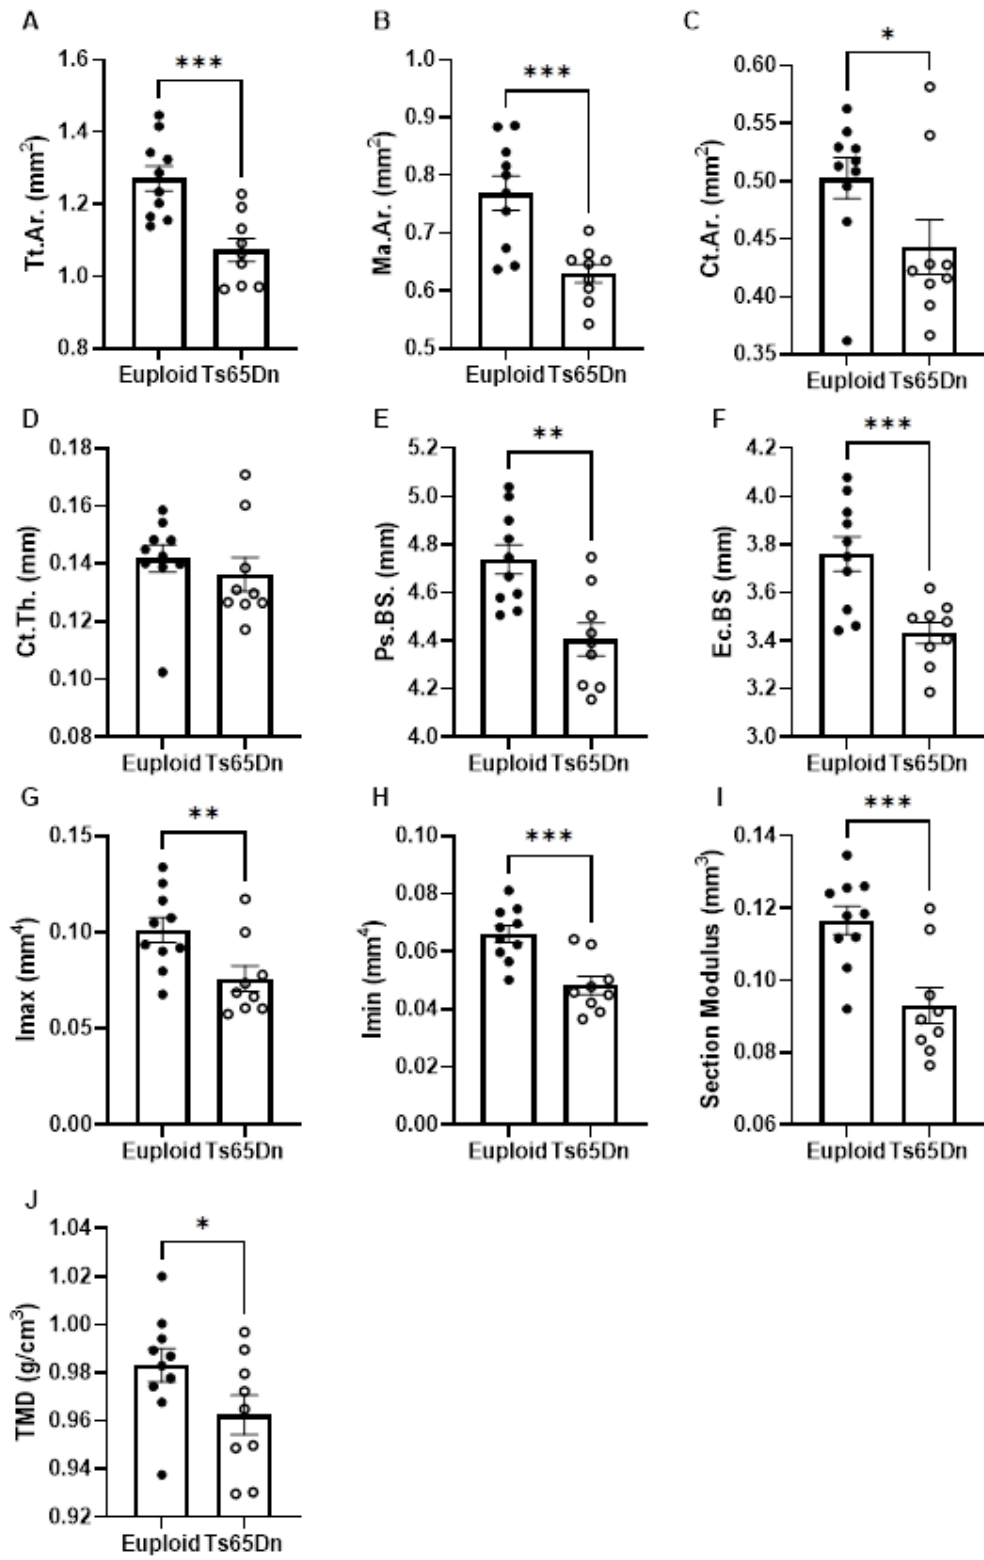 A
Tt.Ar. (mm²)
1.6
1.4
1.2
1.0
0.8
***
Euploid Ts65Dn
B
Ma.Ar. (mm²)
1.0
0.9
0.8
0.7
0.6
0.5
***
Euploid Ts65Dn
C
Ct.Ar. (mm²)
0.60
0.55
0.50
0.45
0.40
0.35
*
Euploid Ts65Dn
D
Ct.Th. (mm)
0.18
0.16
0.14
0.12
0.10
0.08
Euploid Ts65Dn
E
Ps.BS. (mm)
5.2
5.0
4.8
4.6
4.4
4.2
4.0
**
Euploid Ts65Dn
F
Ec.BS (mm)
4.2
4.0
3.8
3.6
3.4
3.2
3.0
***
Euploid Ts65Dn
G
Imax (mm⁴)
0.15
0.10
0.05
0.00
**
Euploid Ts65Dn
H
Imin (mm⁴)
0.10
0.08
0.06
0.04
0.02
0.00
***
Euploid Ts65Dn
I
Section Modulus (mm³)
0.14
0.12
0.10
0.08
0.06
***
Euploid Ts65Dn
J
TMD (g/cm³)
1.04
1.02
1.00
0.98
0.96
0.94
0.92
*
Euploid Ts65Dn